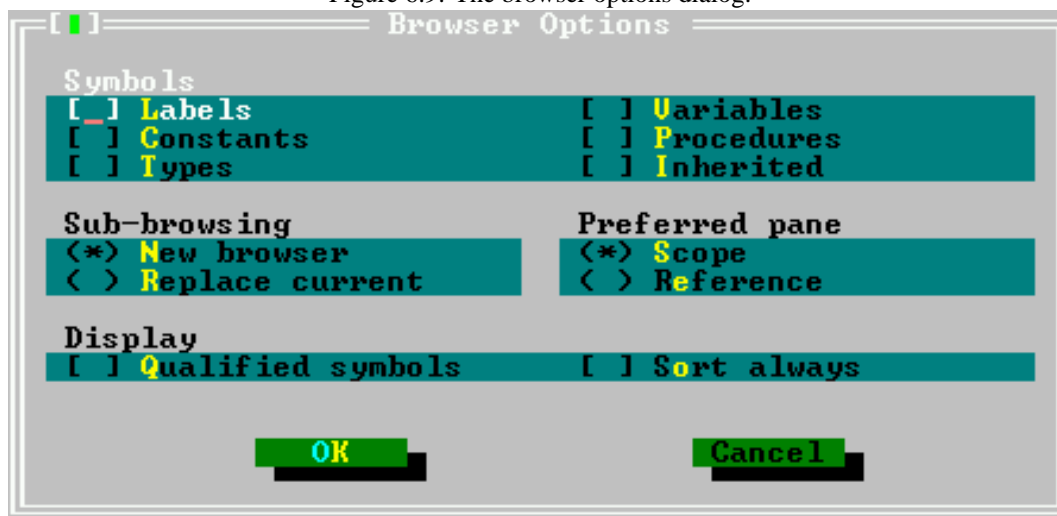 Figure 6.9: The browser options dialog.
[▮] Browser Options
Symbols
[_] Labels [ ] Variables
[ ] Constants [ ] Procedures
[ ] Types [ ] Inherited
Sub-browsing Preferred pane
(*) New browser (*) Scope
( ) Replace current ( ) Reference
Display
[ ] Qualified symbols [ ] Sort always
OK Cancel